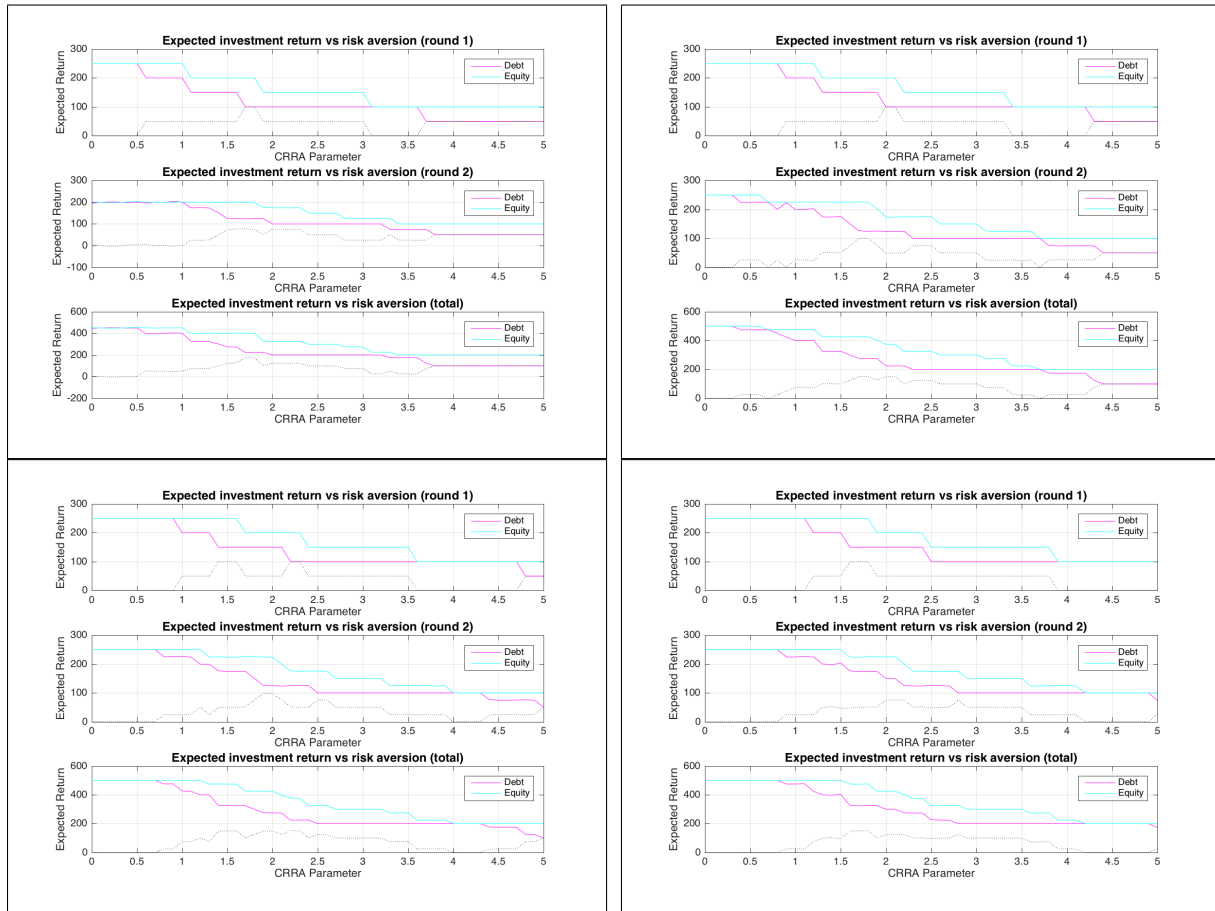 Expected investment return vs risk aversion (round 1)
300
200
100
0
Expected Return
Debt
Equity
0 0.5 1 1.5 2 2.5 3 3.5 4 4.5 5
CRRA Parameter
Expected investment return vs risk aversion (round 2)
300
200
100
0
-100
Expected Return
Debt
Equity
0 0.5 1 1.5 2 2.5 3 3.5 4 4.5 5
CRRA Parameter
Expected investment return vs risk aversion (total)
600
400
200
0
-200
Expected Return
Debt
Equity
0 0.5 1 1.5 2 2.5 3 3.5 4 4.5 5
CRRA Parameter
Expected investment return vs risk aversion (round 1)
300
200
100
0
Expected Return
Debt
Equity
0 0.5 1 1.5 2 2.5 3 3.5 4 4.5 5
CRRA Parameter
Expected investment return vs risk aversion (round 2)
300
200
100
0
Expected Return
Debt
Equity
0 0.5 1 1.5 2 2.5 3 3.5 4 4.5 5
CRRA Parameter
Expected investment return vs risk aversion (total)
600
400
200
0
Expected Return
Debt
Equity
0 0.5 1 1.5 2 2.5 3 3.5 4 4.5 5
CRRA Parameter
Expected investment return vs risk aversion (round 1)
300
200
100
0
Expected Return
Debt
Equity
0 0.5 1 1.5 2 2.5 3 3.5 4 4.5 5
CRRA Parameter
Expected investment return vs risk aversion (round 2)
300
200
100
0
Expected Return
Debt
Equity
0 0.5 1 1.5 2 2.5 3 3.5 4 4.5 5
CRRA Parameter
Expected investment return vs risk aversion (total)
600
400
200
0
Expected Return
Debt
Equity
0 0.5 1 1.5 2 2.5 3 3.5 4 4.5 5
CRRA Parameter
Expected investment return vs risk aversion (round 1)
300
200
100
0
Expected Return
Debt
Equity
0 0.5 1 1.5 2 2.5 3 3.5 4 4.5 5
CRRA Parameter
Expected investment return vs risk aversion (round 2)
300
200
100
0
Expected Return
Debt
Equity
0 0.5 1 1.5 2 2.5 3 3.5 4 4.5 5
CRRA Parameter
Expected investment return vs risk aversion (total)
600
400
200
0
Expected Return
Debt
Equity
0 0.5 1 1.5 2 2.5 3 3.5 4 4.5 5
CRRA Parameter